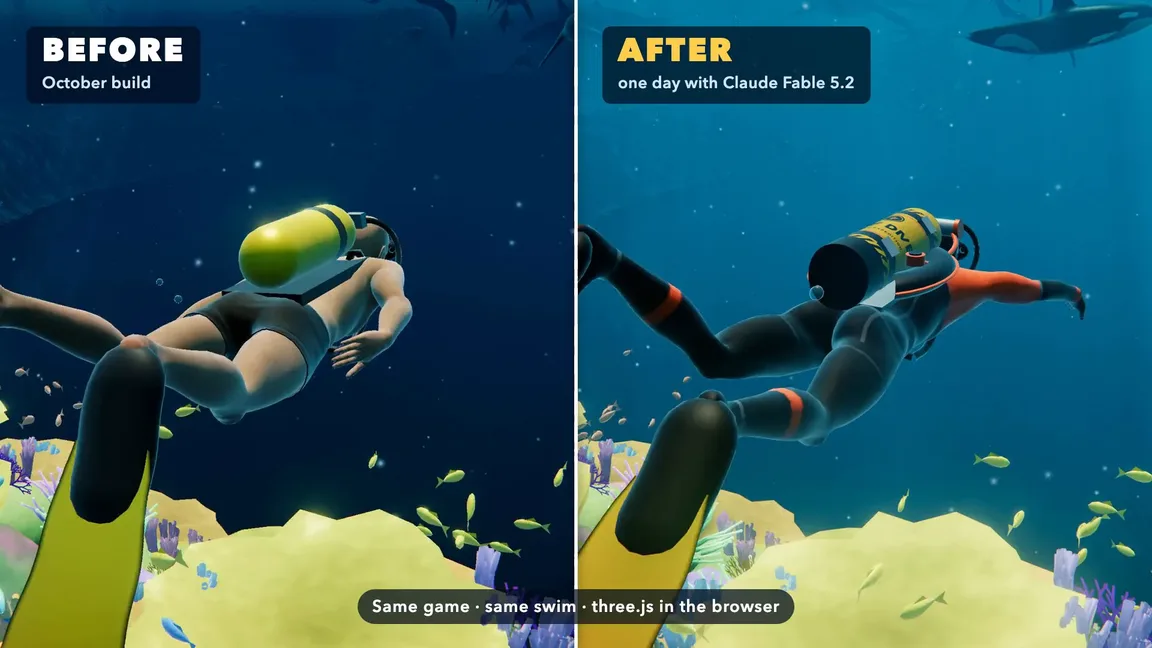 BEFORE
October build
AFTER
one day with Claude Fable 5.2
DIVE
Same game · same swim · three.js in the browser